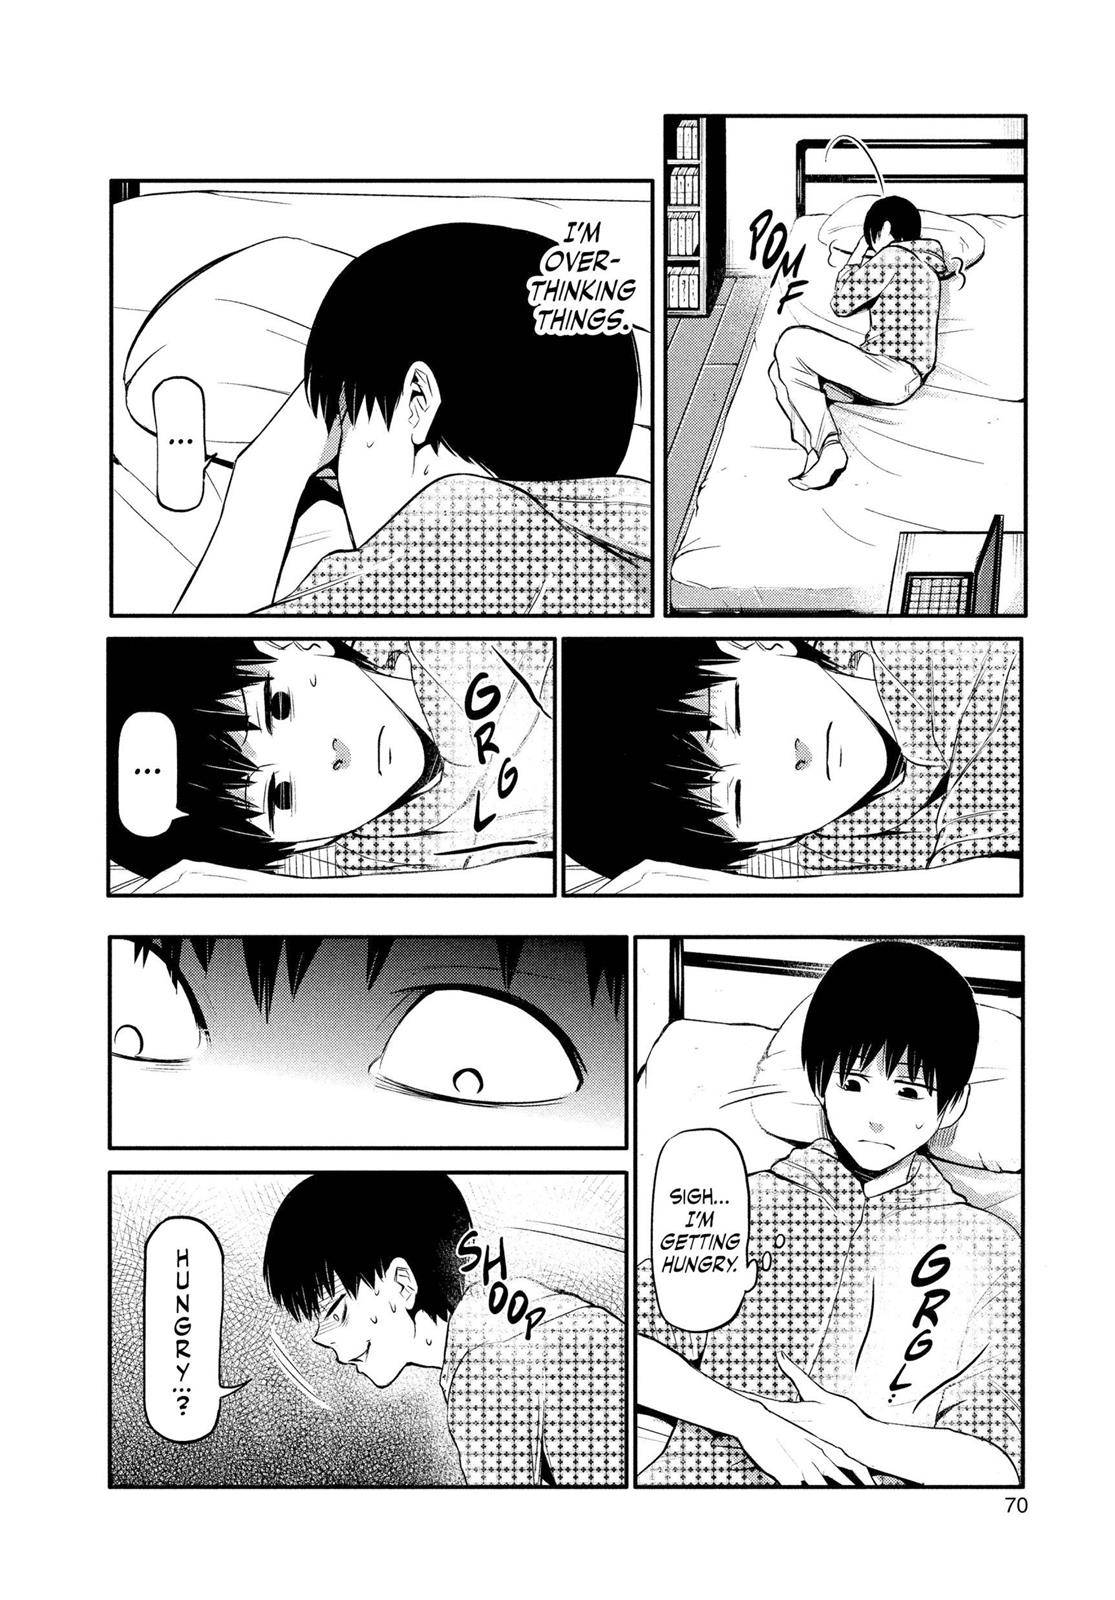 POMF
I'M
OVER-
THINKING
THINGS.
...
GRGL
...
SIGH...
I'M
GETTING
HUNGRY.
GRGL...
SHOOP
HUNGRY...?
70